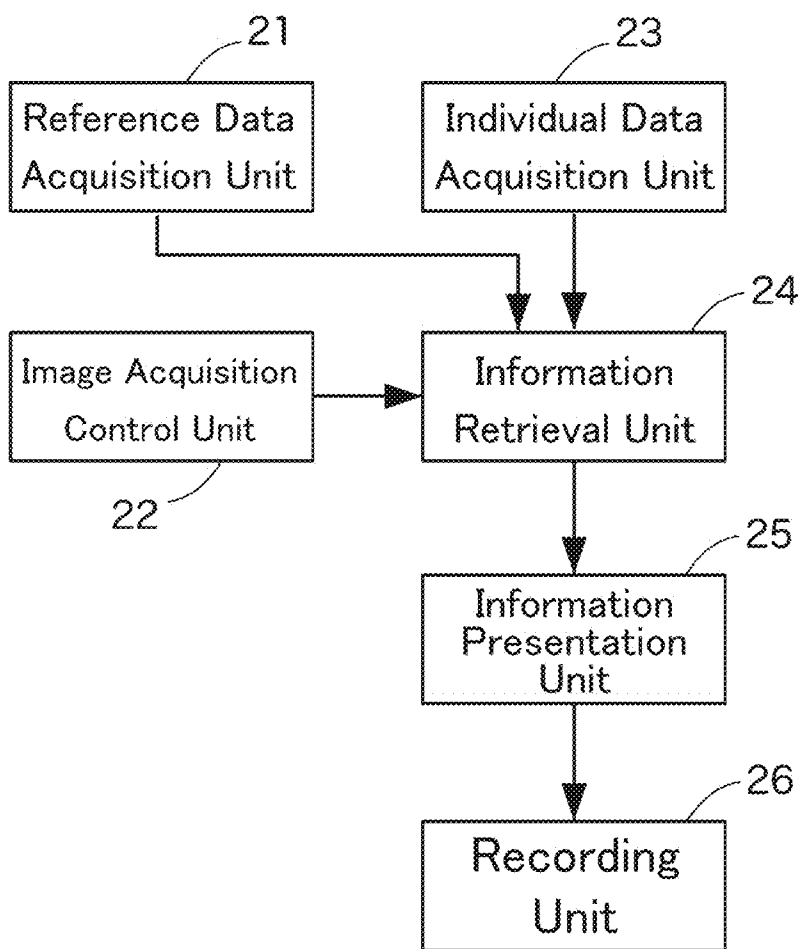 21
Reference Data
Acquisition Unit
23
Individual Data
Acquisition Unit
Image Acquisition
Control Unit
22
24
Information
Retrieval Unit
25
Information
Presentation
Unit
26
Recording
Unit